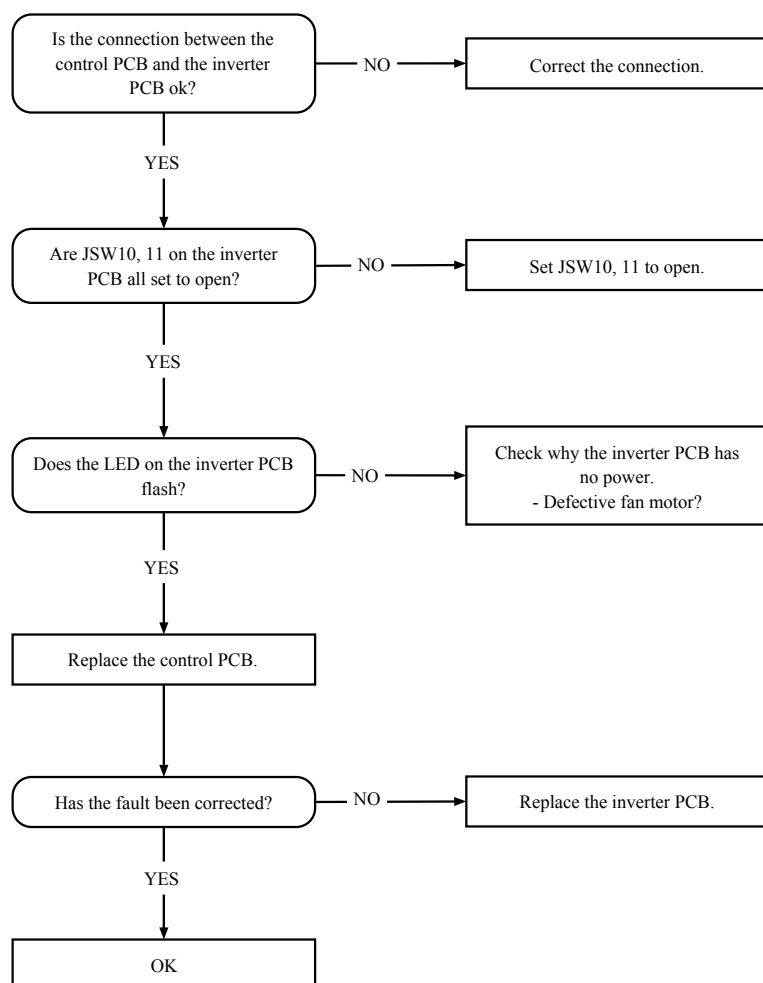 Is the connection between the
control PCB and the inverter
PCB ok?
NO
Correct the connection.
YES
Are JSW10, 11 on the inverter
PCB all set to open?
NO
Set JSW10, 11 to open.
YES
Does the LED on the inverter PCB
flash?
NO
Check why the inverter PCB has
no power.
- Defective fan motor?
YES
Replace the control PCB.
Has the fault been corrected?
NO
Replace the inverter PCB.
YES
OK